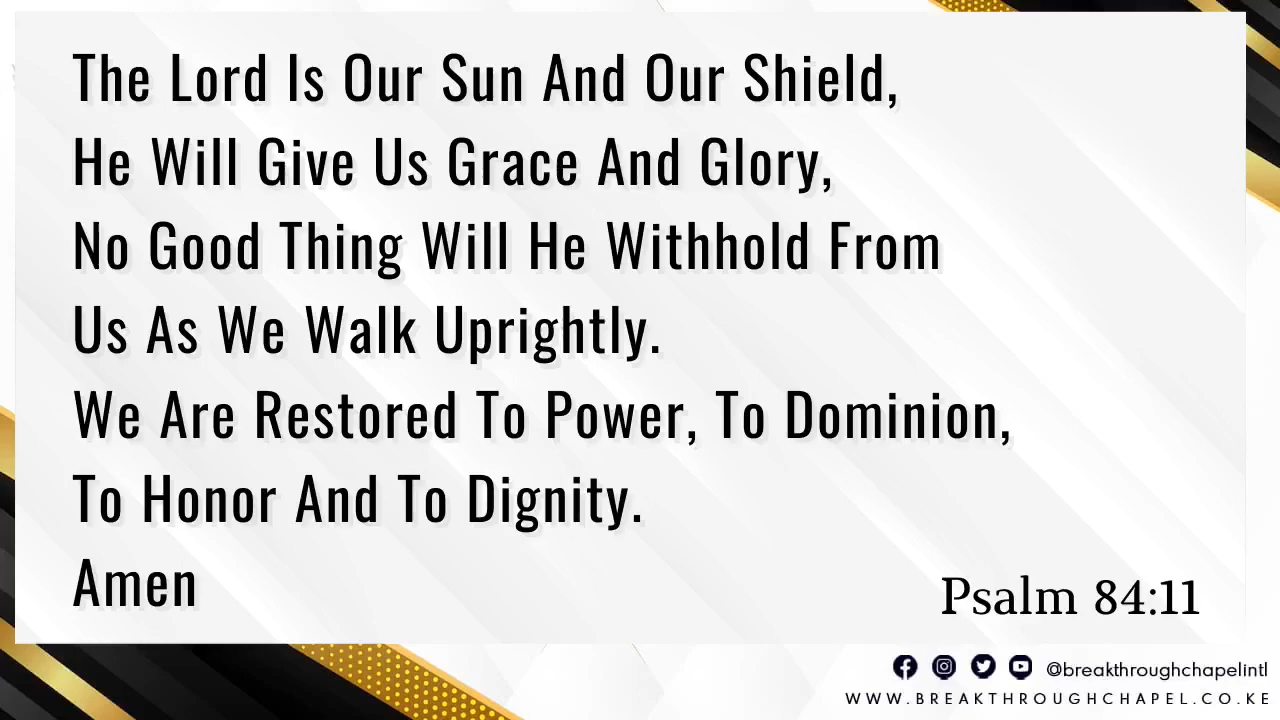 The Lord Is Our Sun And Our Shield,
He Will Give Us Grace And Glory,
No Good Thing Will He Withhold From
Us As We Walk Uprightly.
We Are Restored To Power, To Dominion,
To Honor And To Dignity.
Amen
Psalm 84:11
@breakthroughchapelintl
WWW.BREAKTHROUGHCHAPEL.CO.KE